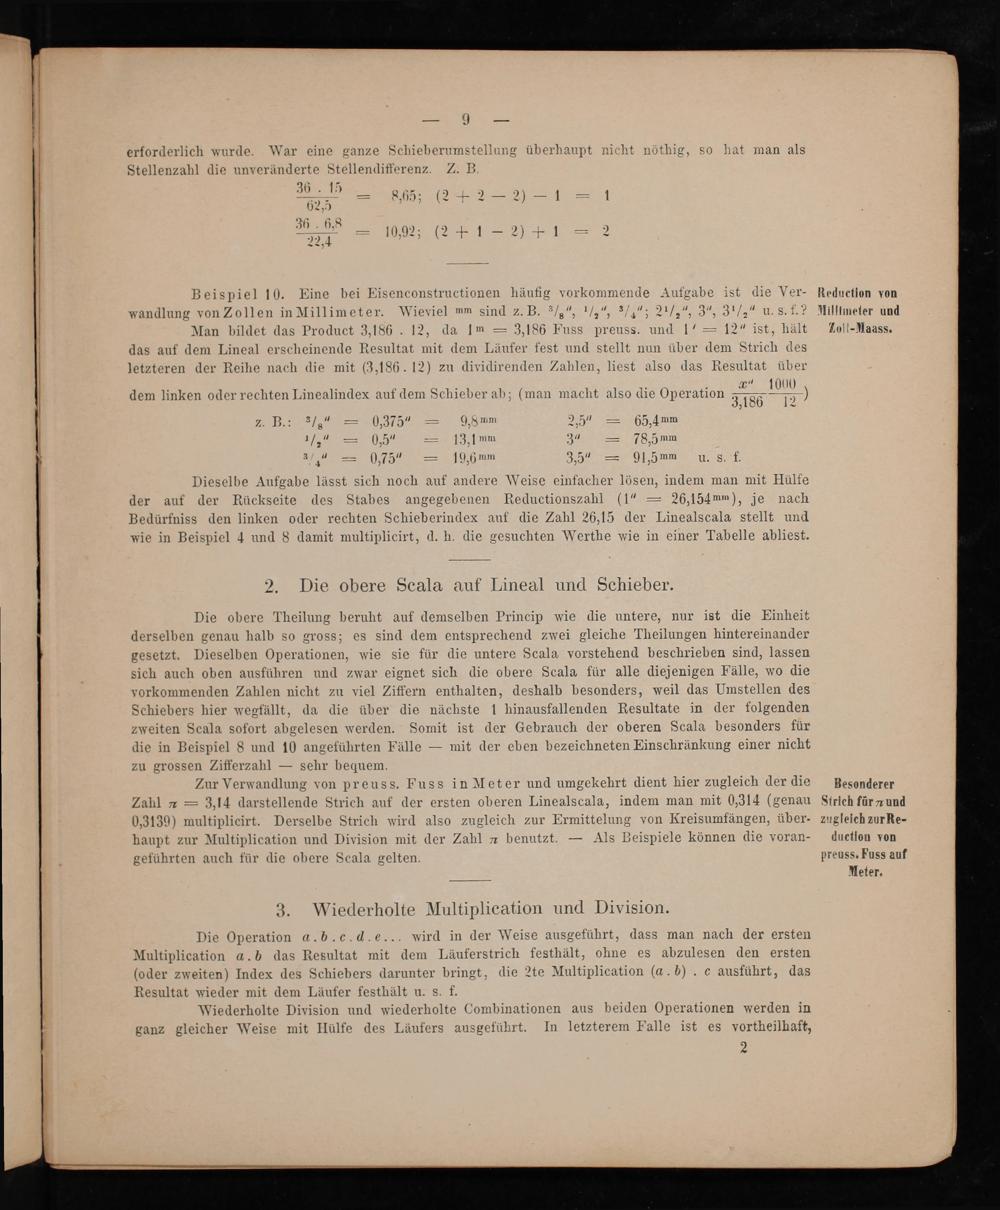 — 9 —
erforderlich wurde. War eine ganze Schieberumstellung überhaupt nicht nöthig, so hat man als
Stellenzahl die unveränderte Stellendifferenz. Z. B.
36 . 15 / 62,5 = 8,65; (2 + 2 — 2) — 1 = 1
36 . 6,8 / 22,4 = 10,92; (2 + 1 — 2) + 1 = 2
Beispiel 10. Eine bei Eisenconstructionen häufig vorkommende Aufgabe ist die Ver-
wandlung von Zollen in Millimeter. Wieviel mm sind z. B. 3/8", 1/2", 3/4"; 2 1/2", 3", 3 1/2" u. s. f.?
Reduction von
Millimeter und
Zoll-Maass.
Man bildet das Product 3,186 . 12, da 1 m = 3,186 Fuss preuss. und 1' = 12" ist, hält
das auf dem Lineal erscheinende Resultat mit dem Läufer fest und stellt nun über dem Strich des
letzteren der Reihe nach die mit (3,186 . 12) zu dividirenden Zahlen, liest also das Resultat über
dem linken oder rechten Linealindex auf dem Schieber ab; (man macht also die Operation x"/3,186 1000/12)
z. B.: 3/8" = 0,375" = 9,8 mm 2,5" = 65,4 mm
1/2" = 0,5" = 13,1 mm 3" = 78,5 mm
3/4" = 0,75" = 19,6 mm 3,5" = 91,5 mm u. s. f.
Dieselbe Aufgabe lässt sich noch auf andere Weise einfacher lösen, indem man mit Hülfe
der auf der Rückseite des Stabes angegebenen Reductionszahl (1" = 26,154 mm), je nach
Bedürfniss den linken oder rechten Schieberindex auf die Zahl 26,15 der Linealscala stellt und
wie in Beispiel 4 und 8 damit multiplicirt, d. h. die gesuchten Werthe wie in einer Tabelle abliest.
2. Die obere Scala auf Lineal und Schieber.
Die obere Theilung beruht auf demselben Princip wie die untere, nur ist die Einheit
derselben genau halb so gross; es sind dem entsprechend zwei gleiche Theilungen hintereinander
gesetzt. Dieselben Operationen, wie sie für die untere Scala vorstehend beschrieben sind, lassen
sich auch oben ausführen und zwar eignet sich die obere Scala für alle diejenigen Fälle, wo die
vorkommenden Zahlen nicht zu viel Ziffern enthalten, deshalb besonders, weil das Umstellen des
Schiebers hier wegfällt, da die über die nächste 1 hinausfallenden Resultate in der folgenden
zweiten Scala sofort abgelesen werden. Somit ist der Gebrauch der oberen Scala besonders für
die in Beispiel 8 und 10 angeführten Fälle — mit der eben bezeichneten Einschränkung einer nicht
zu grossen Zifferzahl — sehr bequem.
Zur Verwandlung von preuss. Fuss in Meter und umgekehrt dient hier zugleich der die
Zahl π = 3,14 darstellende Strich auf der ersten oberen Linealscala, indem man mit 0,314 (genau
0,3139) multiplicirt. Derselbe Strich wird also zugleich zur Ermittelung von Kreisumfängen, über-
haupt zur Multiplication und Division mit der Zahl π benutzt. — Als Beispiele können die voran-
geführten auch für die obere Scala gelten.
Besonderer
Strich für π und
zugleich zur Re-
duction von
preuss. Fuss auf
Meter.
3. Wiederholte Multiplication und Division.
Die Operation a . b . c . d . e . . . wird in der Weise ausgeführt, dass man nach der ersten
Multiplication a . b das Resultat mit dem Läuferstrich festhält, ohne es abzulesen den ersten
(oder zweiten) Index des Schiebers darunter bringt, die 2te Multiplication (a . b) . c ausführt, das
Resultat wieder mit dem Läufer festhält u. s. f.
Wiederholte Division und wiederholte Combinationen aus beiden Operationen werden in
ganz gleicher Weise mit Hülfe des Läufers ausgeführt. In letzterem Falle ist es vortheilhaft,
2